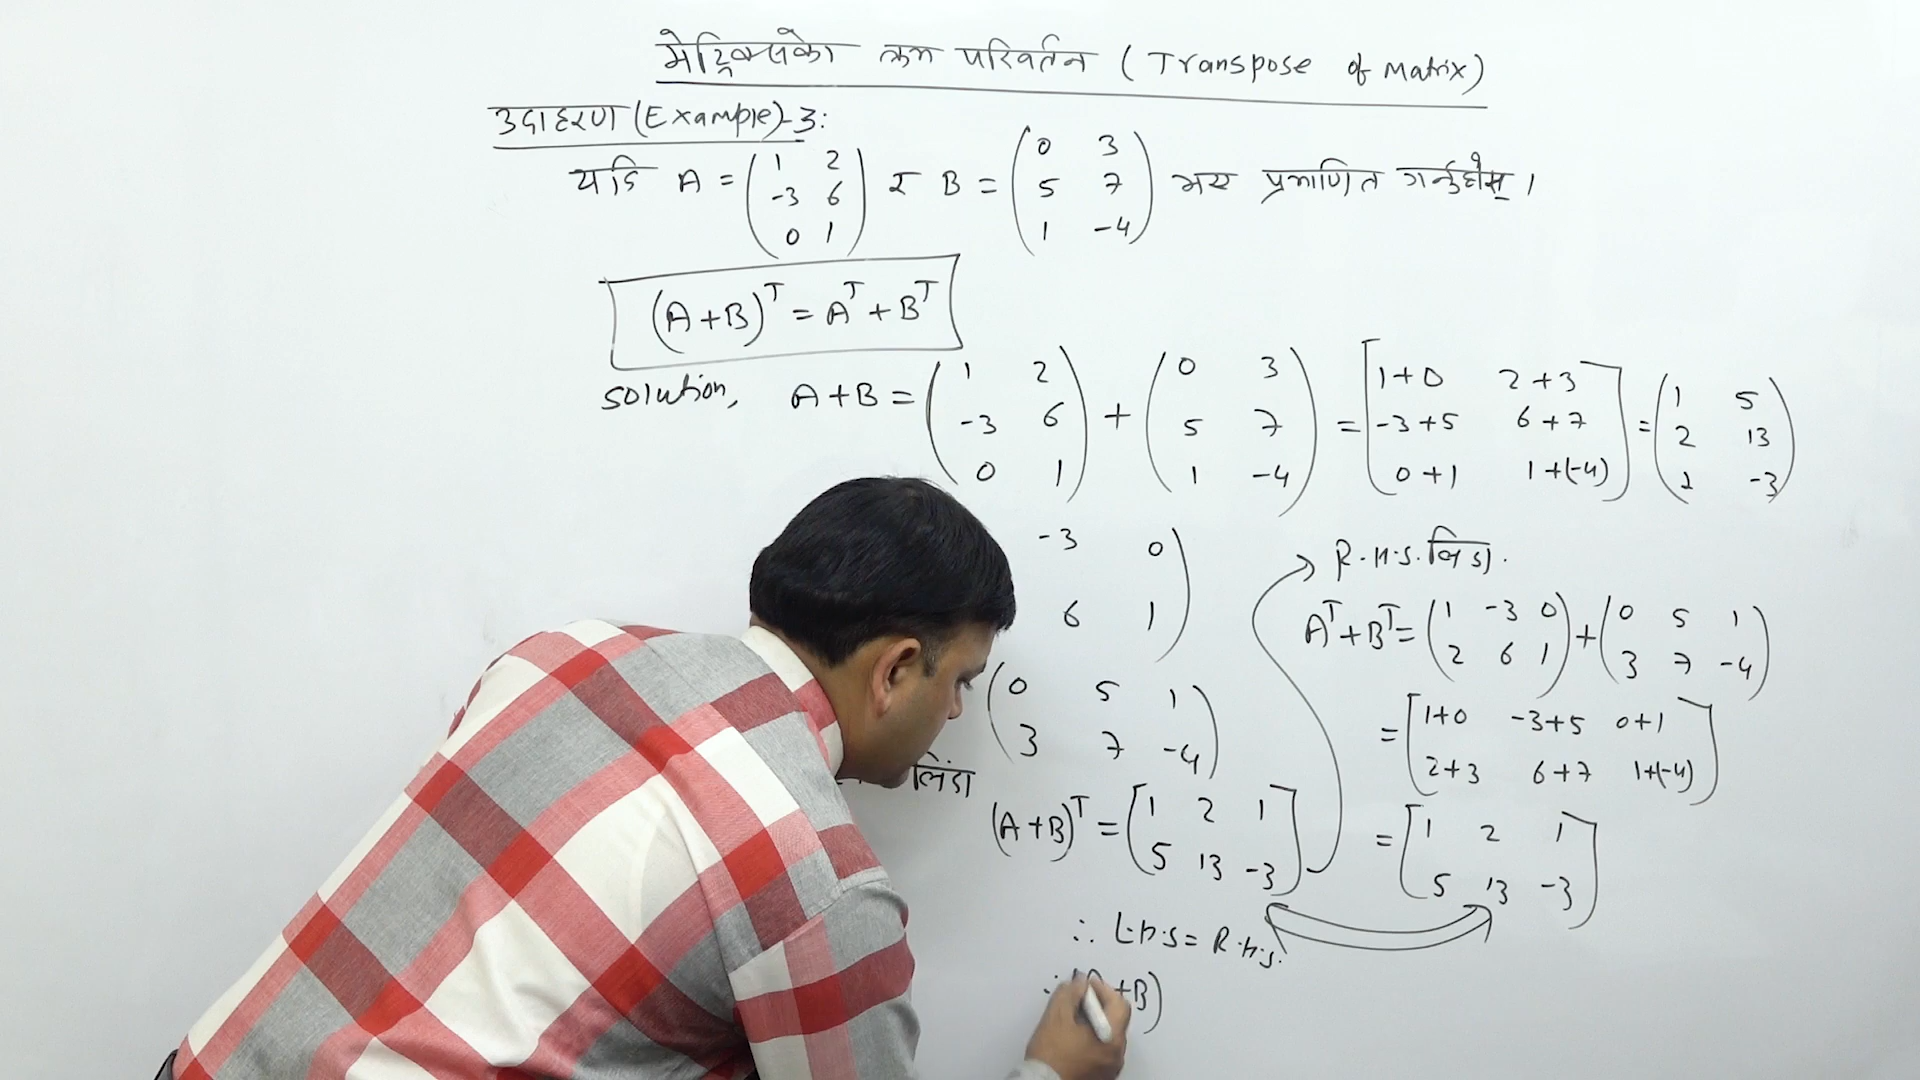 मेट्रिक्सको क्रम परिवर्तन (Transpose of Matrix)
उदाहरण (Example)-3:
यदि A = ( 1 2 ; -3 6 ; 0 1 ) र B = ( 0 3 ; 5 7 ; 1 -4 ) भए प्रमाणित गर्नुहोस् ।
(A+B)^T = A^T + B^T
solution, A+B = ( 1 2 ; -3 6 ; 0 1 ) + ( 0 3 ; 5 7 ; 1 -4 ) = [ 1+0 2+3 ; -3+5 6+7 ; 0+1 1+(-4) ] = ( 1 5 ; 2 13 ; 1 -3 )
-3 0
6 1 )
( 0 5 1 ; 3 7 -4 )
लिंडा
(A+B)^T = [ 1 2 1 ; 5 13 -3 ]
∴ L.H.S = R.H.S.
∴ (A+B)
R.H.S. लिंडा.
A^T + B^T = ( 1 -3 0 ; 2 6 1 ) + ( 0 5 1 ; 3 7 -4 )
= [ 1+0 -3+5 0+1 ; 2+3 6+7 1+(-4) ]
= [ 1 2 1 ; 5 13 -3 ]